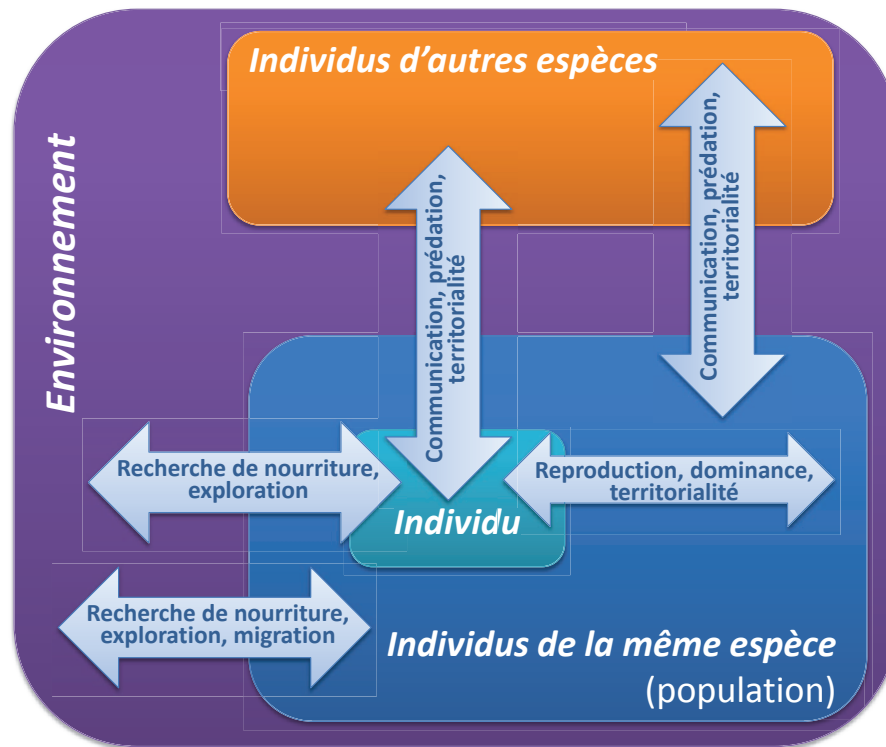 Individus d'autres espèces
Environnement
Communication, prédation,
territorialité
Communication, prédation,
territorialité
Recherche de nourriture,
exploration
Reproduction, dominance,
territorialité
Individu
Recherche de nourriture,
exploration, migration
Individus de la même espèce
(population)